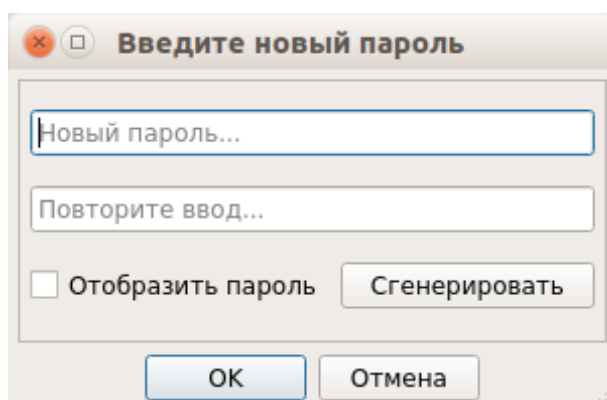 Введите новый пароль
Новый пароль...
Повторите ввод...
Отобразить пароль Сгенерировать
OK Отмена